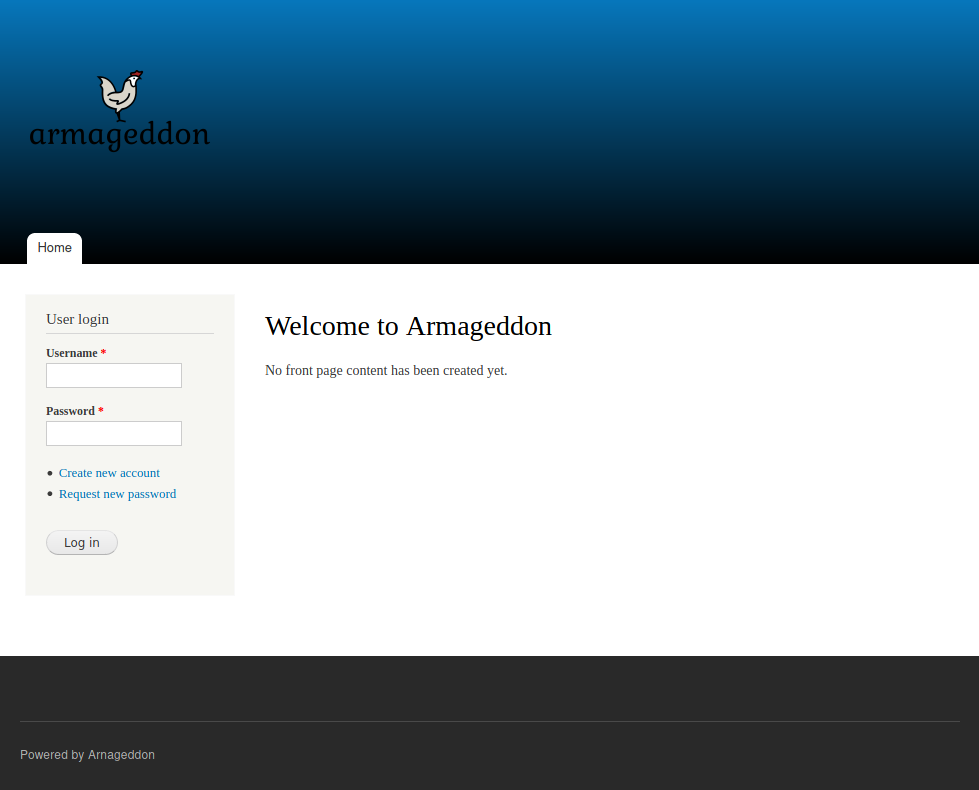 armageddon
Home
User login
Username *
Password *
Create new account
Request new password
Log in
Welcome to Armageddon
No front page content has been created yet.
Powered by Arnageddon